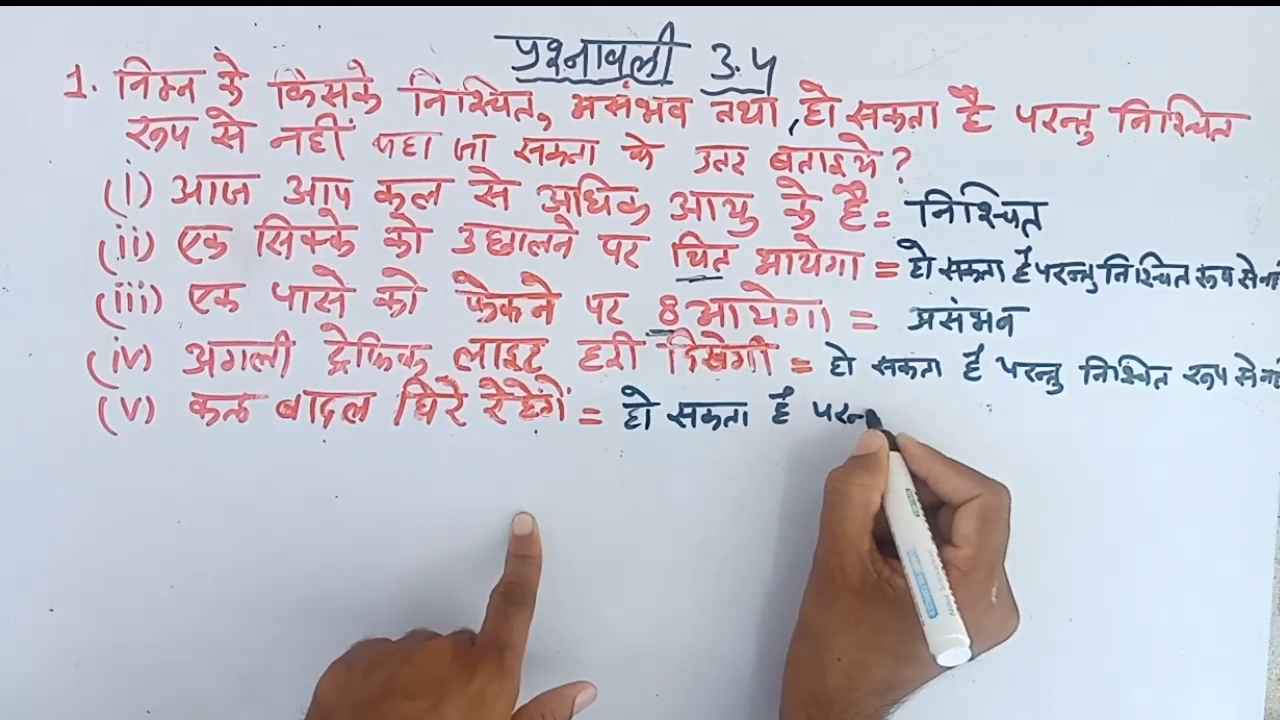 प्रश्नावली 3.4
1. निम्न के किसके निश्चित, असंभव तथा, हो सकता है परन्तु निश्चित
रूप से नहीं कहा जा सकता के उत्तर बताइये?
(i) आज आप कल से अधिक आयु के है = निश्चित
(ii) एक सिक्के को उछालने पर चित आयेगा = हो सकता है परन्तु निश्चित रूप से
(iii) एक पासे को फेकने पर 8 आयेगा = असंभव
(iv) अगली ट्रेफिक लाइट हरी दिखेगी = हो सकता है परन्तु निश्चित रूप से
(v) कल बादल घिरे रहेगें = हो सकता है परन